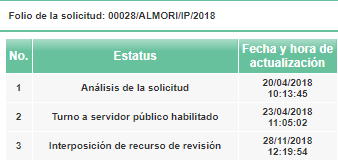 Folio de la solicitud: 00028/ALMORI/IP/2018
No. Estatus Fecha y hora de actualización
1 Análisis de la solicitud 20/04/2018 10:13:45
2 Turno a servidor público habilitado 23/04/2018 11:05:02
3 Interposición de recurso de revisión 28/11/2018 12:19:54